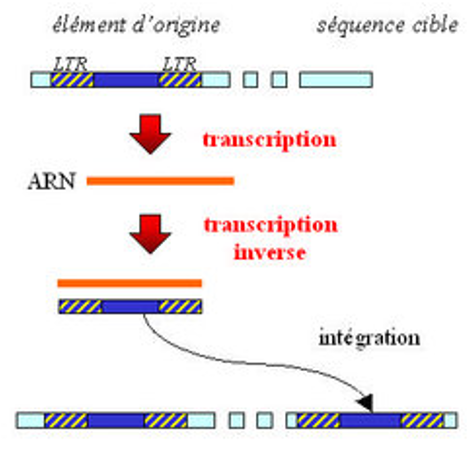 élément d'origine
séquence cible
LTR
LTR
transcription
ARN
transcription
inverse
intégration